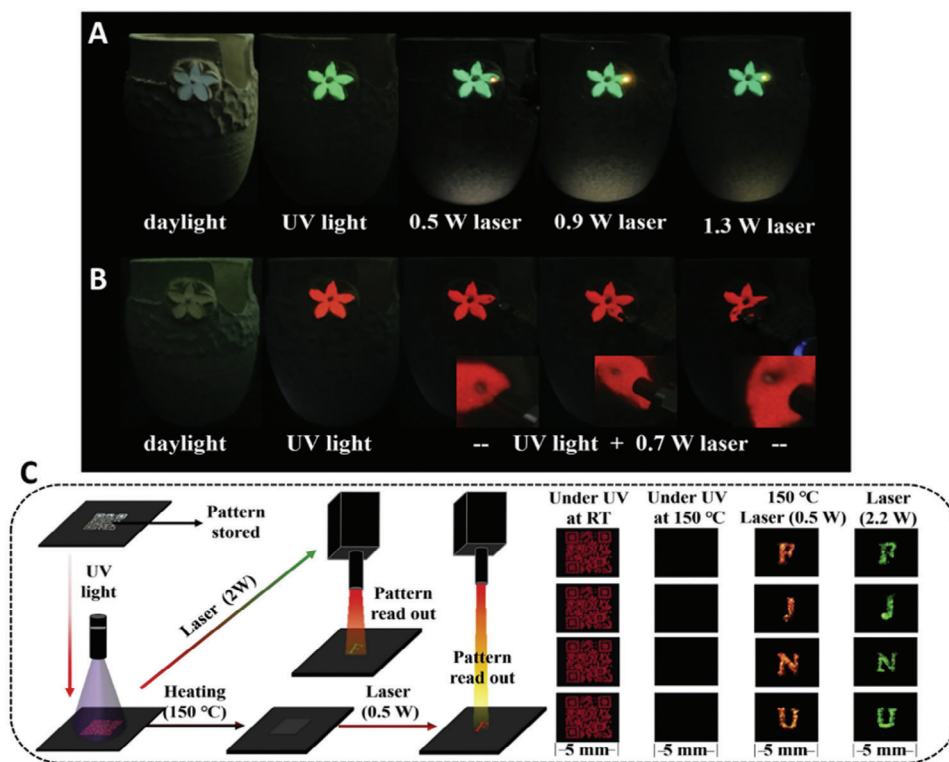 A
daylight UV light 0.5 W laser 0.9 W laser 1.3 W laser
B
daylight UV light -- UV light + 0.7 W laser --
C
Pattern
stored
UV
light
Laser (2W)
Pattern
read out
Heating
(150 °C)
Laser
(0.5 W)
Pattern
read out
Under UV
at RT
Under UV
at 150 °C
150 °C
Laser (0.5 W)
Laser
(2.2 W)
F F
J J
N N
U U
5 mm 5 mm 5 mm 5 mm